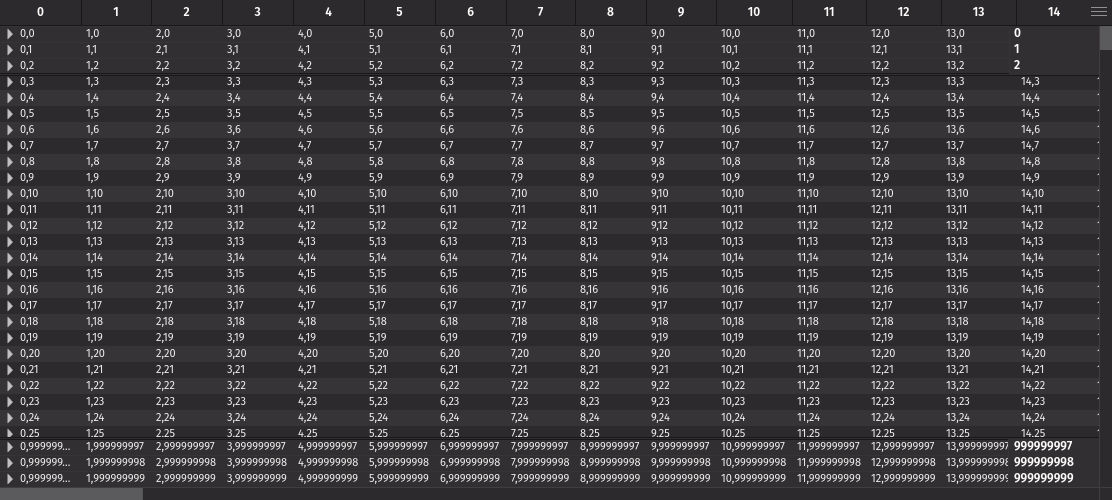 0 1 2 3 4 5 6 7 8 9 10 11 12 13 14
0,0 1,0 2,0 3,0 4,0 5,0 6,0 7,0 8,0 9,0 10,0 11,0 12,0 13,0 0
0,1 1,1 2,1 3,1 4,1 5,1 6,1 7,1 8,1 9,1 10,1 11,1 12,1 13,1 1
0,2 1,2 2,2 3,2 4,2 5,2 6,2 7,2 8,2 9,2 10,2 11,2 12,2 13,2 2
0,3 1,3 2,3 3,3 4,3 5,3 6,3 7,3 8,3 9,3 10,3 11,3 12,3 13,3 14,3
0,4 1,4 2,4 3,4 4,4 5,4 6,4 7,4 8,4 9,4 10,4 11,4 12,4 13,4 14,4
0,5 1,5 2,5 3,5 4,5 5,5 6,5 7,5 8,5 9,5 10,5 11,5 12,5 13,5 14,5
0,6 1,6 2,6 3,6 4,6 5,6 6,6 7,6 8,6 9,6 10,6 11,6 12,6 13,6 14,6
0,7 1,7 2,7 3,7 4,7 5,7 6,7 7,7 8,7 9,7 10,7 11,7 12,7 13,7 14,7
0,8 1,8 2,8 3,8 4,8 5,8 6,8 7,8 8,8 9,8 10,8 11,8 12,8 13,8 14,8
0,9 1,9 2,9 3,9 4,9 5,9 6,9 7,9 8,9 9,9 10,9 11,9 12,9 13,9 14,9
0,10 1,10 2,10 3,10 4,10 5,10 6,10 7,10 8,10 9,10 10,10 11,10 12,10 13,10 14,10
0,11 1,11 2,11 3,11 4,11 5,11 6,11 7,11 8,11 9,11 10,11 11,11 12,11 13,11 14,11
0,12 1,12 2,12 3,12 4,12 5,12 6,12 7,12 8,12 9,12 10,12 11,12 12,12 13,12 14,12
0,13 1,13 2,13 3,13 4,13 5,13 6,13 7,13 8,13 9,13 10,13 11,13 12,13 13,13 14,13
0,14 1,14 2,14 3,14 4,14 5,14 6,14 7,14 8,14 9,14 10,14 11,14 12,14 13,14 14,14
0,15 1,15 2,15 3,15 4,15 5,15 6,15 7,15 8,15 9,15 10,15 11,15 12,15 13,15 14,15
0,16 1,16 2,16 3,16 4,16 5,16 6,16 7,16 8,16 9,16 10,16 11,16 12,16 13,16 14,16
0,17 1,17 2,17 3,17 4,17 5,17 6,17 7,17 8,17 9,17 10,17 11,17 12,17 13,17 14,17
0,18 1,18 2,18 3,18 4,18 5,18 6,18 7,18 8,18 9,18 10,18 11,18 12,18 13,18 14,18
0,19 1,19 2,19 3,19 4,19 5,19 6,19 7,19 8,19 9,19 10,19 11,19 12,19 13,19 14,19
0,20 1,20 2,20 3,20 4,20 5,20 6,20 7,20 8,20 9,20 10,20 11,20 12,20 13,20 14,20
0,21 1,21 2,21 3,21 4,21 5,21 6,21 7,21 8,21 9,21 10,21 11,21 12,21 13,21 14,21
0,22 1,22 2,22 3,22 4,22 5,22 6,22 7,22 8,22 9,22 10,22 11,22 12,22 13,22 14,22
0,23 1,23 2,23 3,23 4,23 5,23 6,23 7,23 8,23 9,23 10,23 11,23 12,23 13,23 14,23
0,24 1,24 2,24 3,24 4,24 5,24 6,24 7,24 8,24 9,24 10,24 11,24 12,24 13,24 14,24
0,25 1,25 2,25 3,25 4,25 5,25 6,25 7,25 8,25 9,25 10,25 11,25 12,25 13,25 14,25
0,999999... 1,999999997 2,999999997 3,999999997 4,999999997 5,999999997 6,999999997 7,999999997 8,999999997 9,999999997 10,999999997 11,999999997 12,999999997 13,999999997 999999997
0,999999... 1,999999998 2,999999998 3,999999998 4,999999998 5,999999998 6,999999998 7,999999998 8,999999998 9,999999998 10,999999998 11,999999998 12,999999998 13,999999998 999999998
0,999999... 1,999999999 2,999999999 3,999999999 4,999999999 5,999999999 6,999999999 7,999999999 8,999999999 9,999999999 10,999999999 11,999999999 12,999999999 13,999999999 999999999